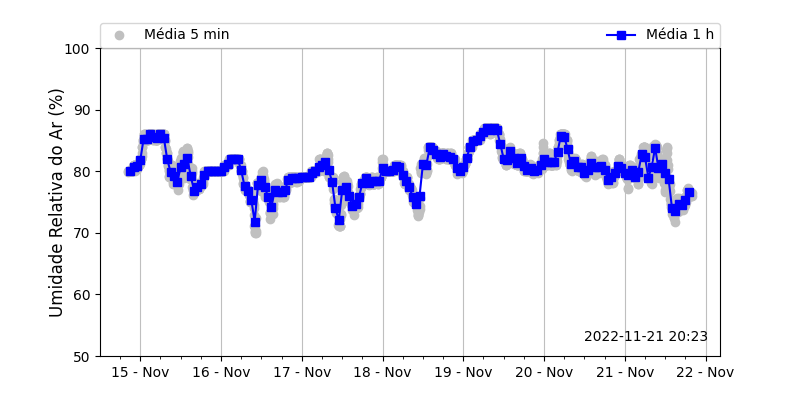 Média 5 min
Média 1 h
Umidade Relativa do Ar (%)
100
90
80
70
60
50
2022-11-21 20:23
15 - Nov
16 - Nov
17 - Nov
18 - Nov
19 - Nov
20 - Nov
21 - Nov
22 - Nov